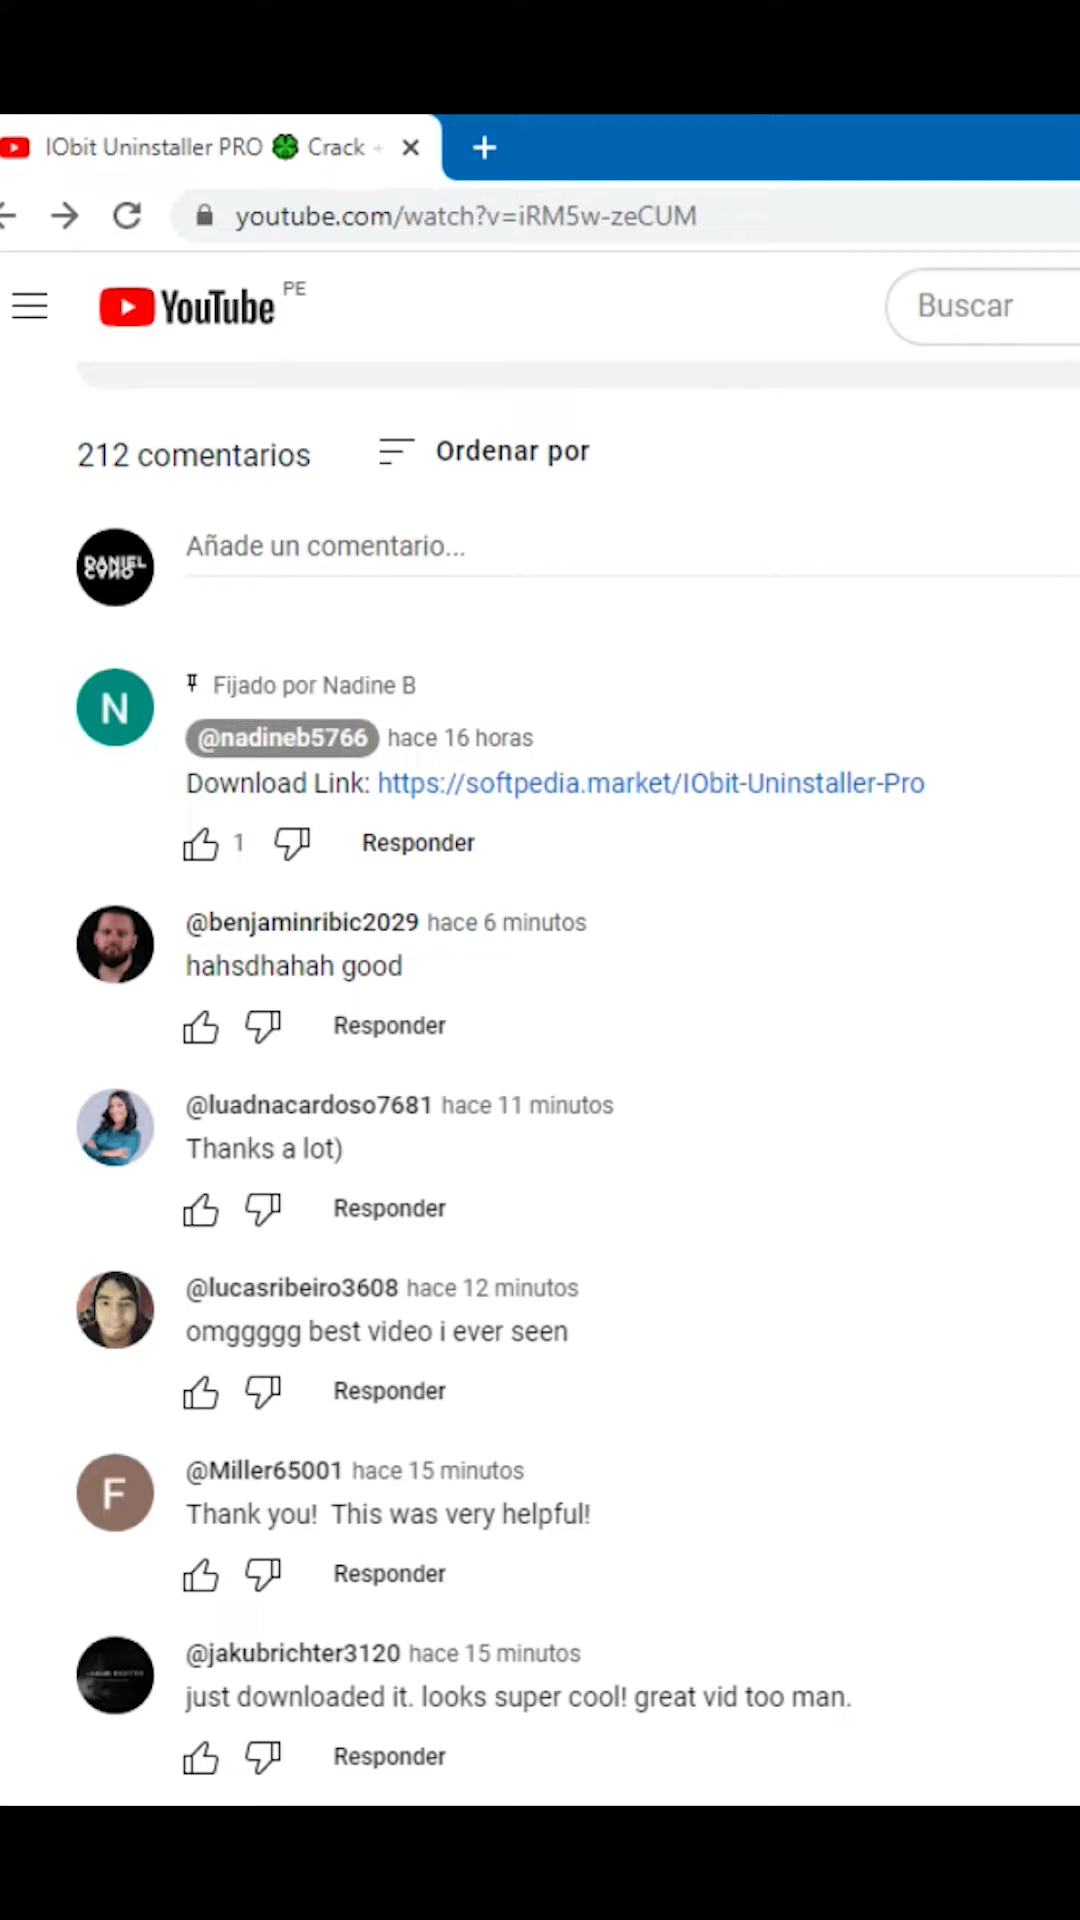 IObit Uninstaller PRO 🍀 Crack +
youtube.com/watch?v=iRM5w-zeCUM
YouTube PE
Buscar
212 comentarios
Ordenar por
DANIEL
CANO
Añade un comentario...
N
Fijado por Nadine B
@nadineb5766 hace 16 horas
Download Link: https://softpedia.market/IObit-Uninstaller-Pro
1 Responder
@benjaminribic2029 hace 6 minutos
hahsdhahah good
Responder
@luadnacardoso7681 hace 11 minutos
Thanks a lot)
Responder
@lucasribeiro3608 hace 12 minutos
omggggg best video i ever seen
Responder
F
@Miller65001 hace 15 minutos
Thank you!  This was very helpful!
Responder
@jakubrichter3120 hace 15 minutos
just downloaded it. looks super cool! great vid too man.
Responder